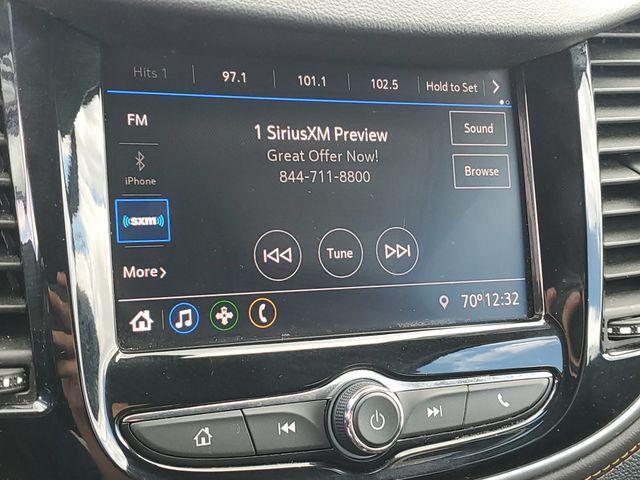 Hits 1 97.1 101.1 102.5 Hold to Set
FM
1 SiriusXM Preview
Sound
Great Offer Now!
iPhone
844-711-8800
Browse
((sxm))
Tune
More
70° 12:32